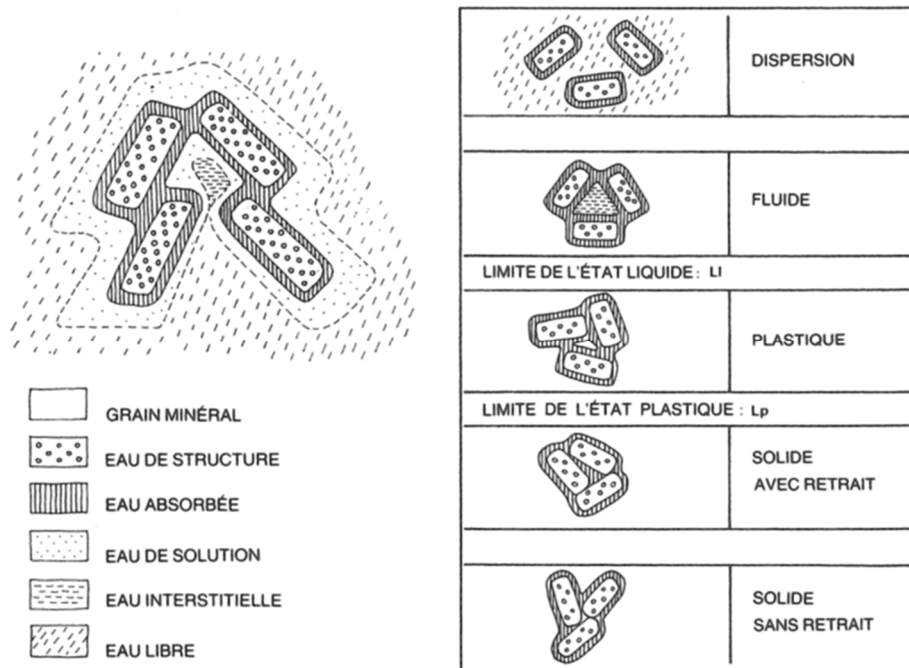 GRAIN MINÉRAL
EAU DE STRUCTURE
EAU ABSORBÉE
EAU DE SOLUTION
EAU INTERSTITIELLE
EAU LIBRE
DISPERSION
FLUIDE
LIMITE DE L'ÉTAT LIQUIDE : Ll
PLASTIQUE
LIMITE DE L'ÉTAT PLASTIQUE : Lp
SOLIDE
AVEC RETRAIT
SOLIDE
SANS RETRAIT